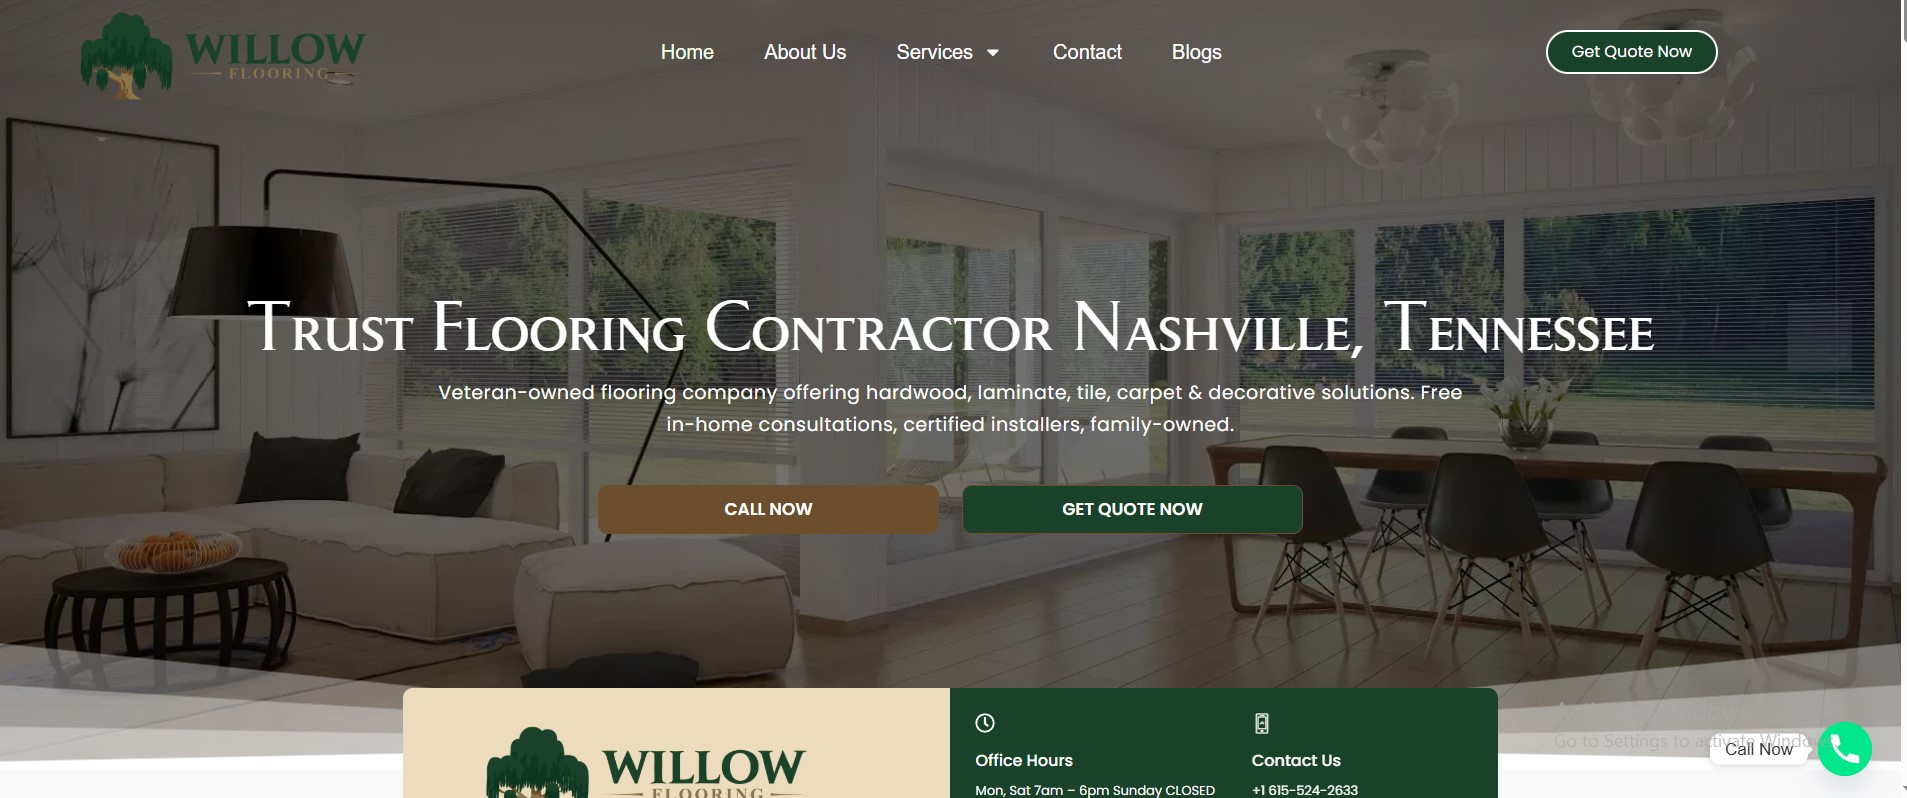 WILLOW
FLOORING
Home About Us Services Contact Blogs
Get Quote Now
Trust Flooring Contractor Nashville, Tennessee
Veteran-owned flooring company offering hardwood, laminate, tile, carpet & decorative solutions. Free
in-home consultations, certified installers, family-owned.
CALL NOW GET QUOTE NOW
WILLOW
FLOORING
Office Hours
Mon, Sat 7am – 6pm Sunday CLOSED
Contact Us
+1 615-524-2633
Activate Windows
Go to Settings to activate Windows
Call Now